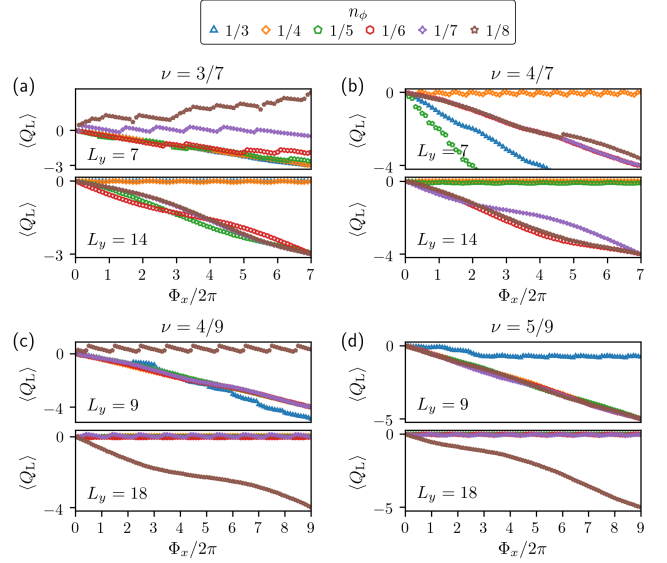 n_ϕ
1/3 1/4 1/5 1/6 1/7 1/8
(a) ν = 3/7
⟨Q_L⟩
0
−3
L_y = 7
⟨Q_L⟩
0
−3
L_y = 14
0 1 2 3 4 5 6 7
Φ_x/2π
(b) ν = 4/7
⟨Q_L⟩
0
−4
L_y = 7
⟨Q_L⟩
0
−4
L_y = 14
0 1 2 3 4 5 6 7
Φ_x/2π
(c) ν = 4/9
⟨Q_L⟩
0
−4
L_y = 9
⟨Q_L⟩
0
−4
L_y = 18
0 1 2 3 4 5 6 7 8 9
Φ_x/2π
(d) ν = 5/9
⟨Q_L⟩
0
−5
L_y = 9
⟨Q_L⟩
0
−5
L_y = 18
0 1 2 3 4 5 6 7 8 9
Φ_x/2π